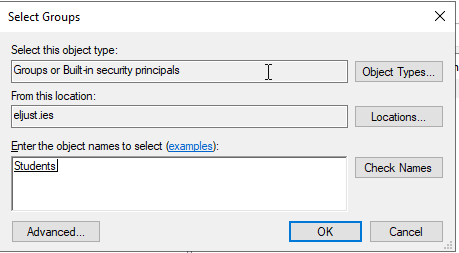 Select Groups
Select this object type:
Groups or Built-in security principals
Object Types...
From this location:
eljust.ies
Locations...
Enter the object names to select (examples):
Students
Check Names
Advanced...
OK
Cancel